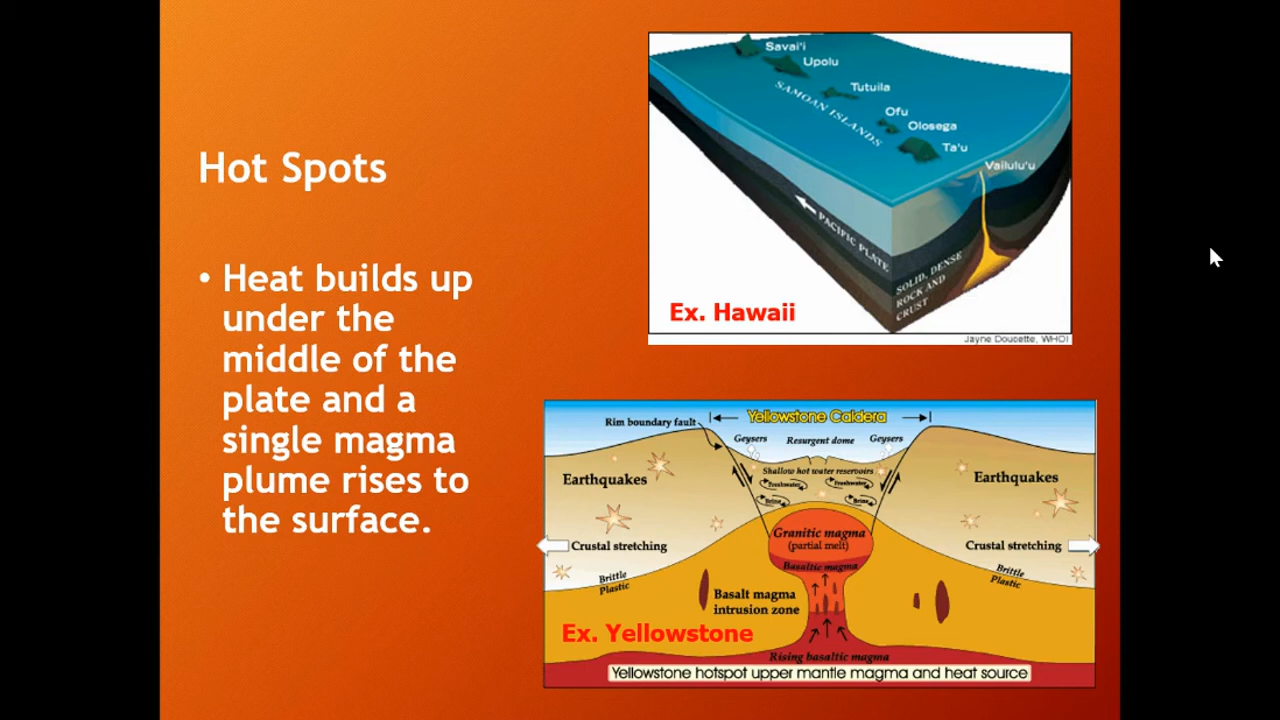 Hot Spots
• Heat builds up
under the
middle of the
plate and a
single magma
plume rises to
the surface.
Savai'i
Upolu
Tutuila
SAMOAN ISLANDS
Ofu
Olosega
Ta'u
Vailulu'u
PACIFIC PLATE
SOLID, DENSE
ROCK AND
CRUST
Ex. Hawaii
Jayne Doucette, WHOI
Yellowstone Caldera
Rim boundary fault
Geysers
Resurgent dome
Geysers
Shallow hot water reservoirs
Earthquakes
Freshwater
Freshwater
Earthquakes
Brine
Brine
Granitic magma
(partial melt)
Crustal stretching
Crustal stretching
Basaltic magma
Brittle
Plastic
Brittle
Plastic
Basalt magma
intrusion zone
Ex. Yellowstone
Rising basaltic magma
Yellowstone hotspot upper mantle magma and heat source